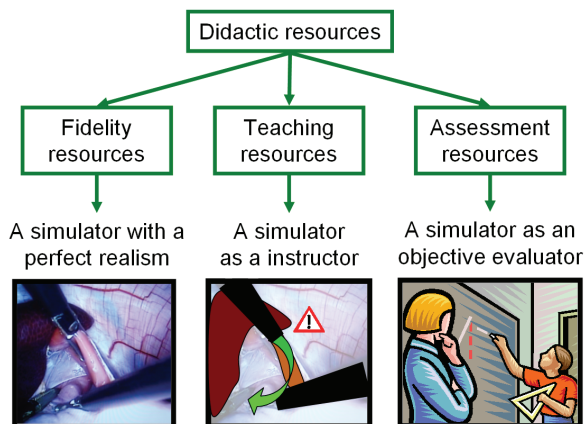 Didactic resources
Fidelity
resources
Teaching
resources
Assessment
resources
A simulator with a
perfect realism
A simulator
as a instructor
A simulator as an
objective evaluator
!